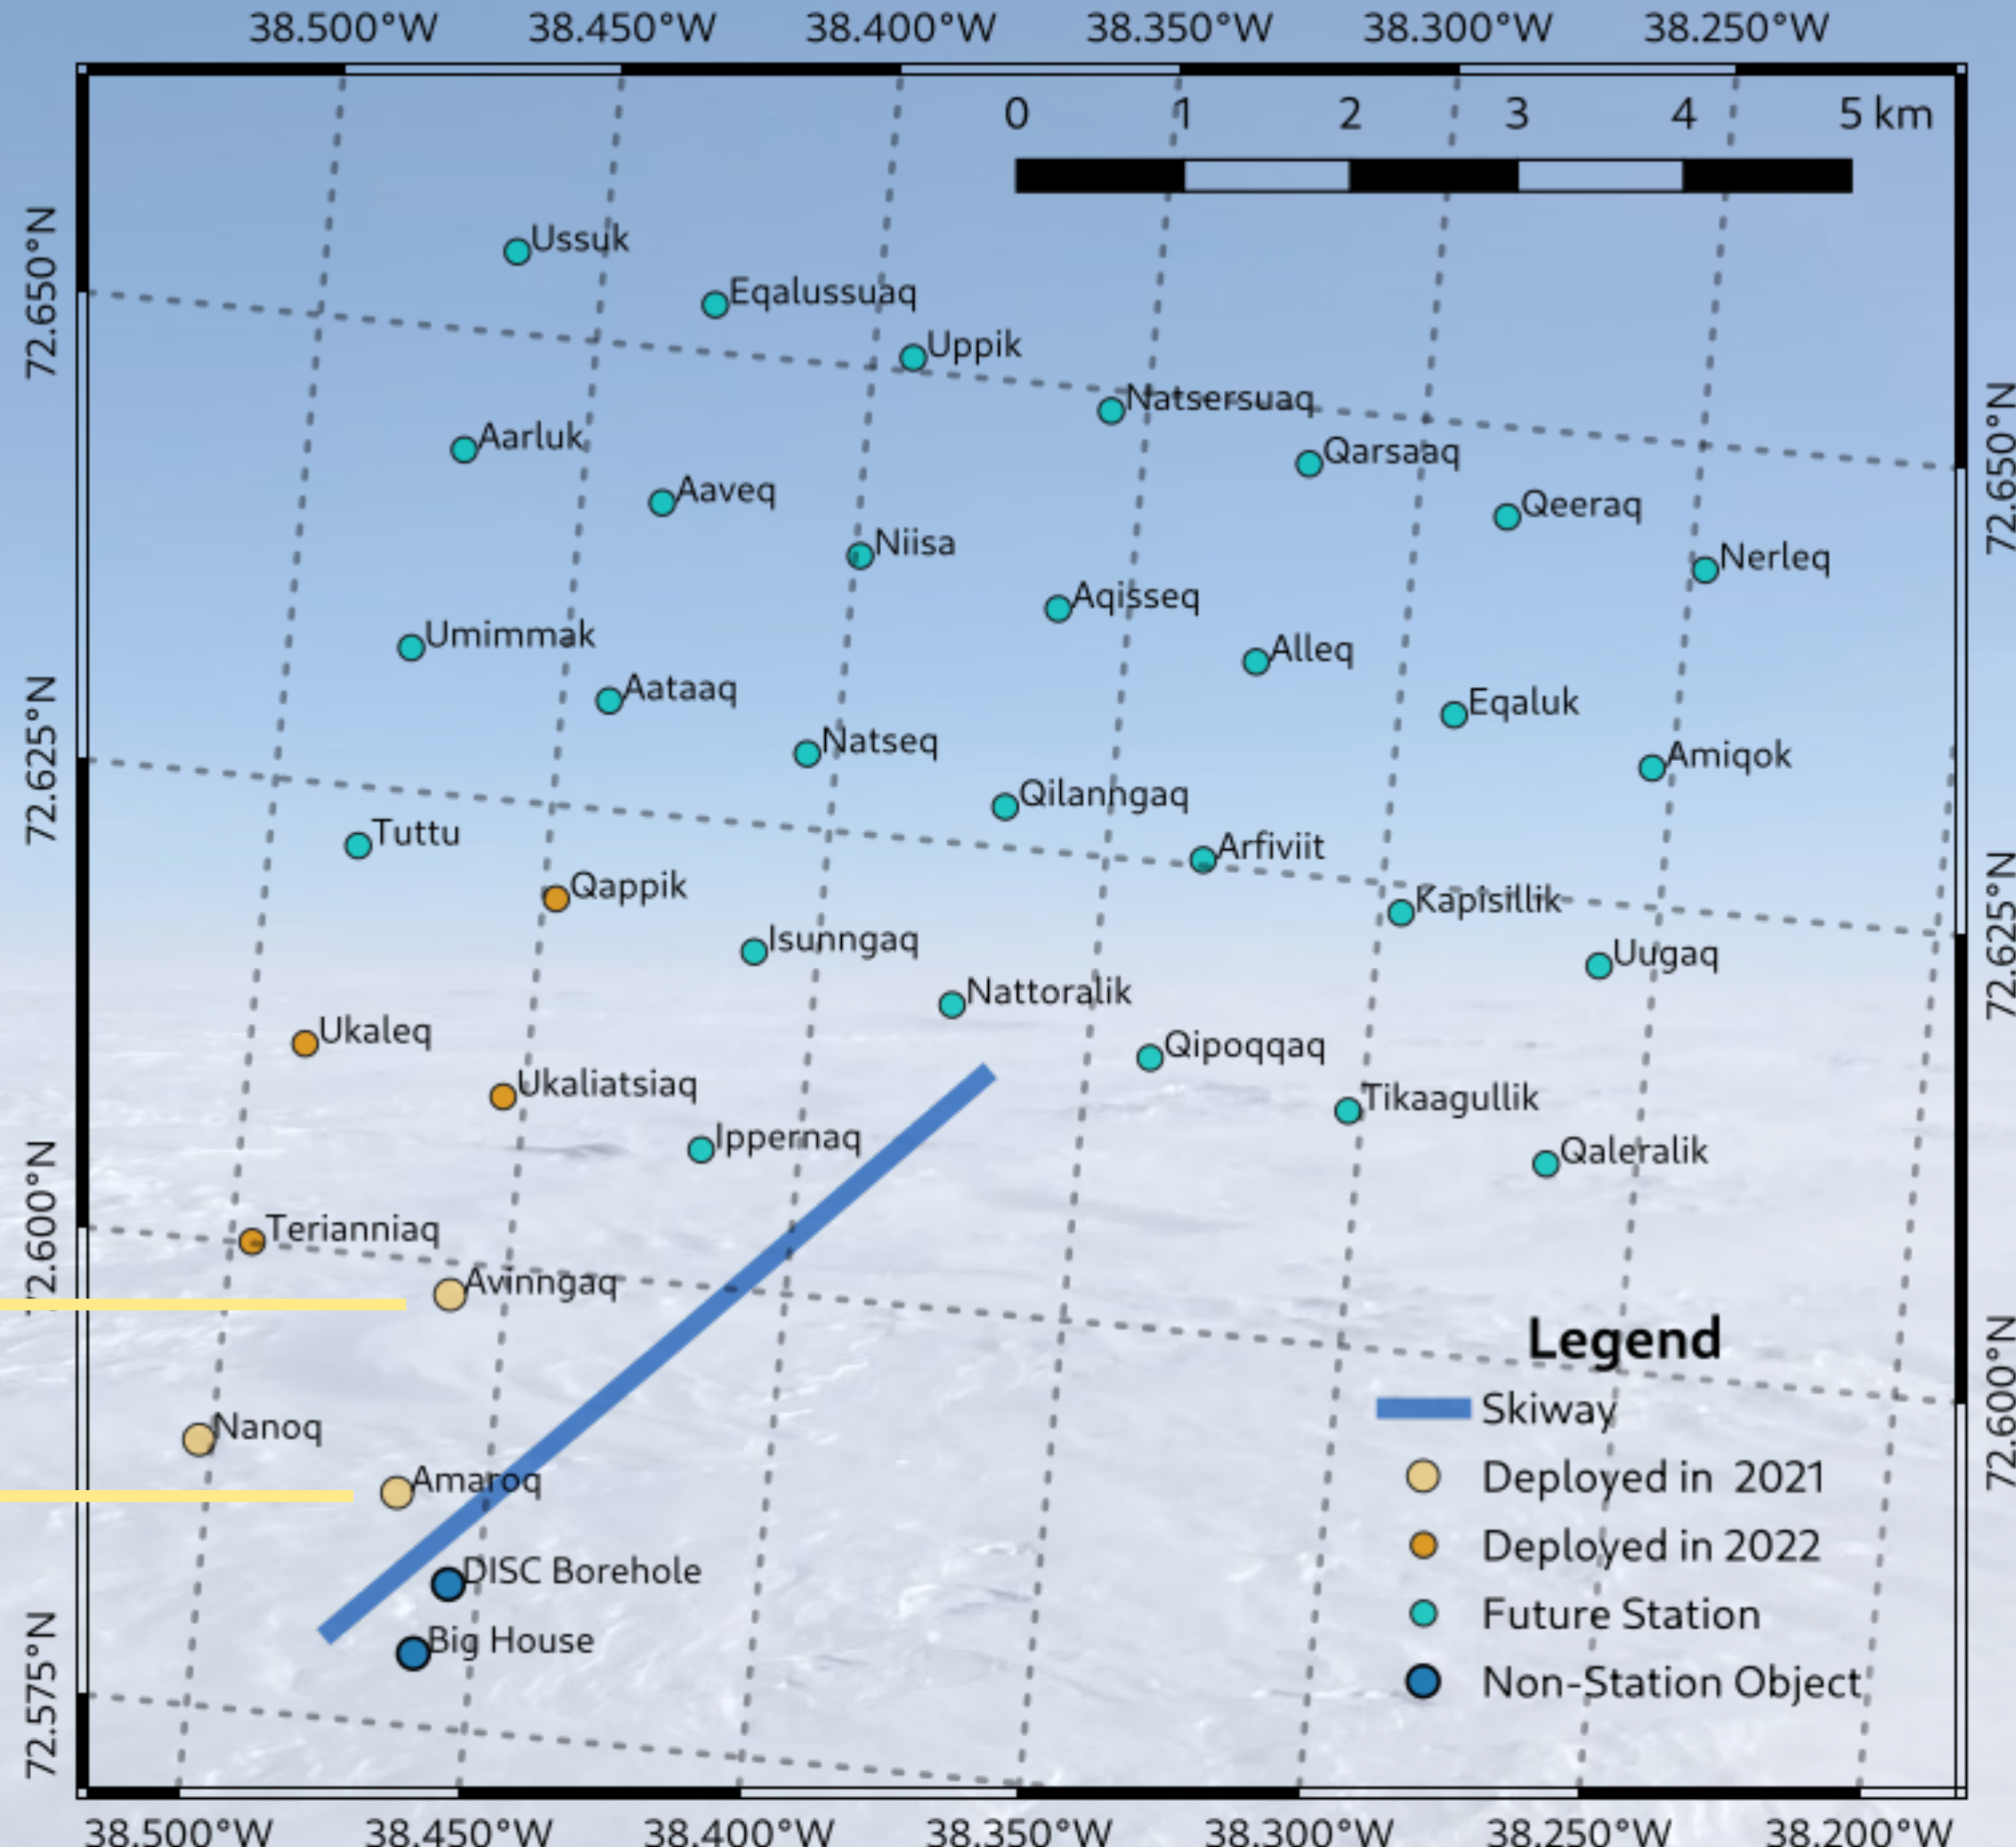 38.500°W 38.450°W 38.400°W 38.350°W 38.300°W 38.250°W
0 1 2 3 4 5 km
72.650°N
72.625°N
72.600°N
72.575°N
Ussuk
Eqalussuaq
Uppik
Natsersuaq
Aarluk
Qarsaaq
Aaveq
Qeeraq
Niisa
Nerleq
Aqisseq
Umimmak
Alleq
Aataaq
Eqaluk
Natseq
Amiqok
Qilanngaq
Tuttu
Arfiviit
Qappik
Kapisillik
Isunngaq
Uugaq
Nattoralik
Ukaleq
Qipoqqaq
Ukaliatsiaq
Tikaagullik
Ippernaq
Qaleralik
Terianniaq
Avinngaq
Nanoq
Amaroq
DISC Borehole
Big House
72.650°N
72.625°N
72.600°N
Legend
Skiway
Deployed in 2021
Deployed in 2022
Future Station
Non-Station Object
38.500°W 38.450°W 38.400°W 38.350°W 38.300°W 38.250°W 38.200°W